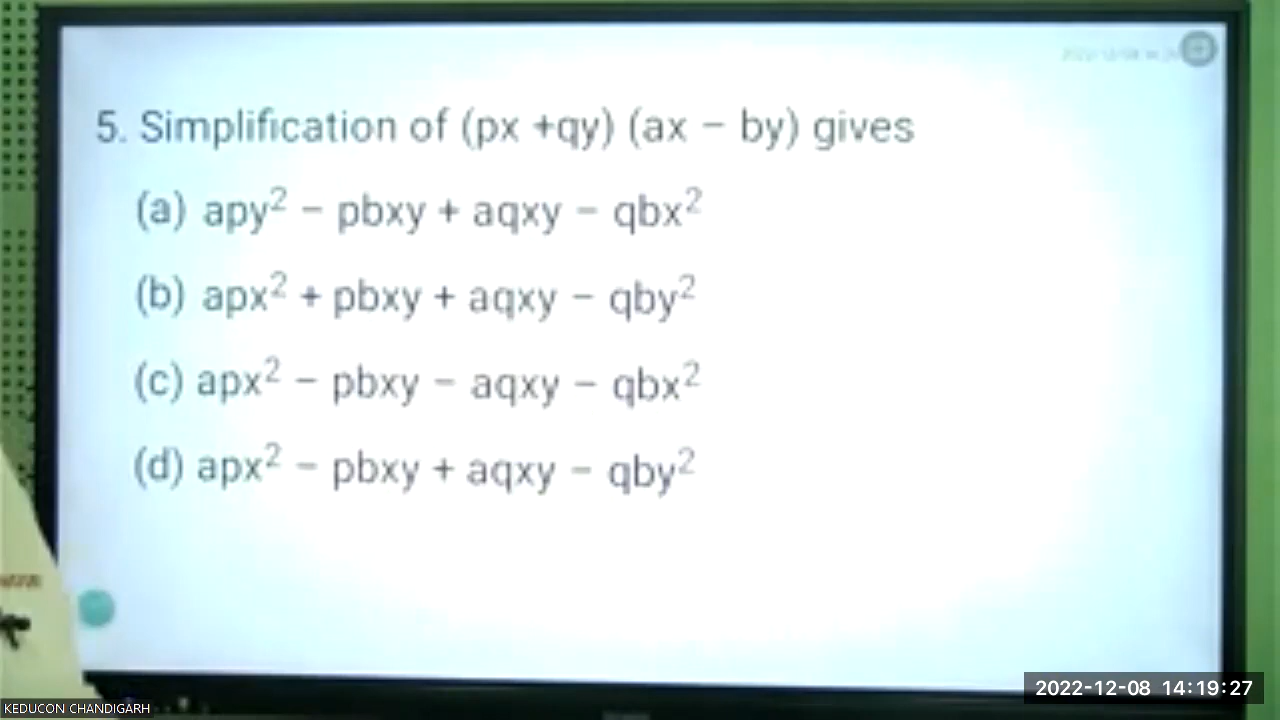 5. Simplification of (px +qy) (ax – by) gives
(a) apy² – pbxy + aqxy – qbx²
(b) apx² + pbxy + aqxy – qby²
(c) apx² – pbxy – aqxy – qbx²
(d) apx² – pbxy + aqxy – qby²
2022-12-08 14:19:27
KEDUCON CHANDIGARH